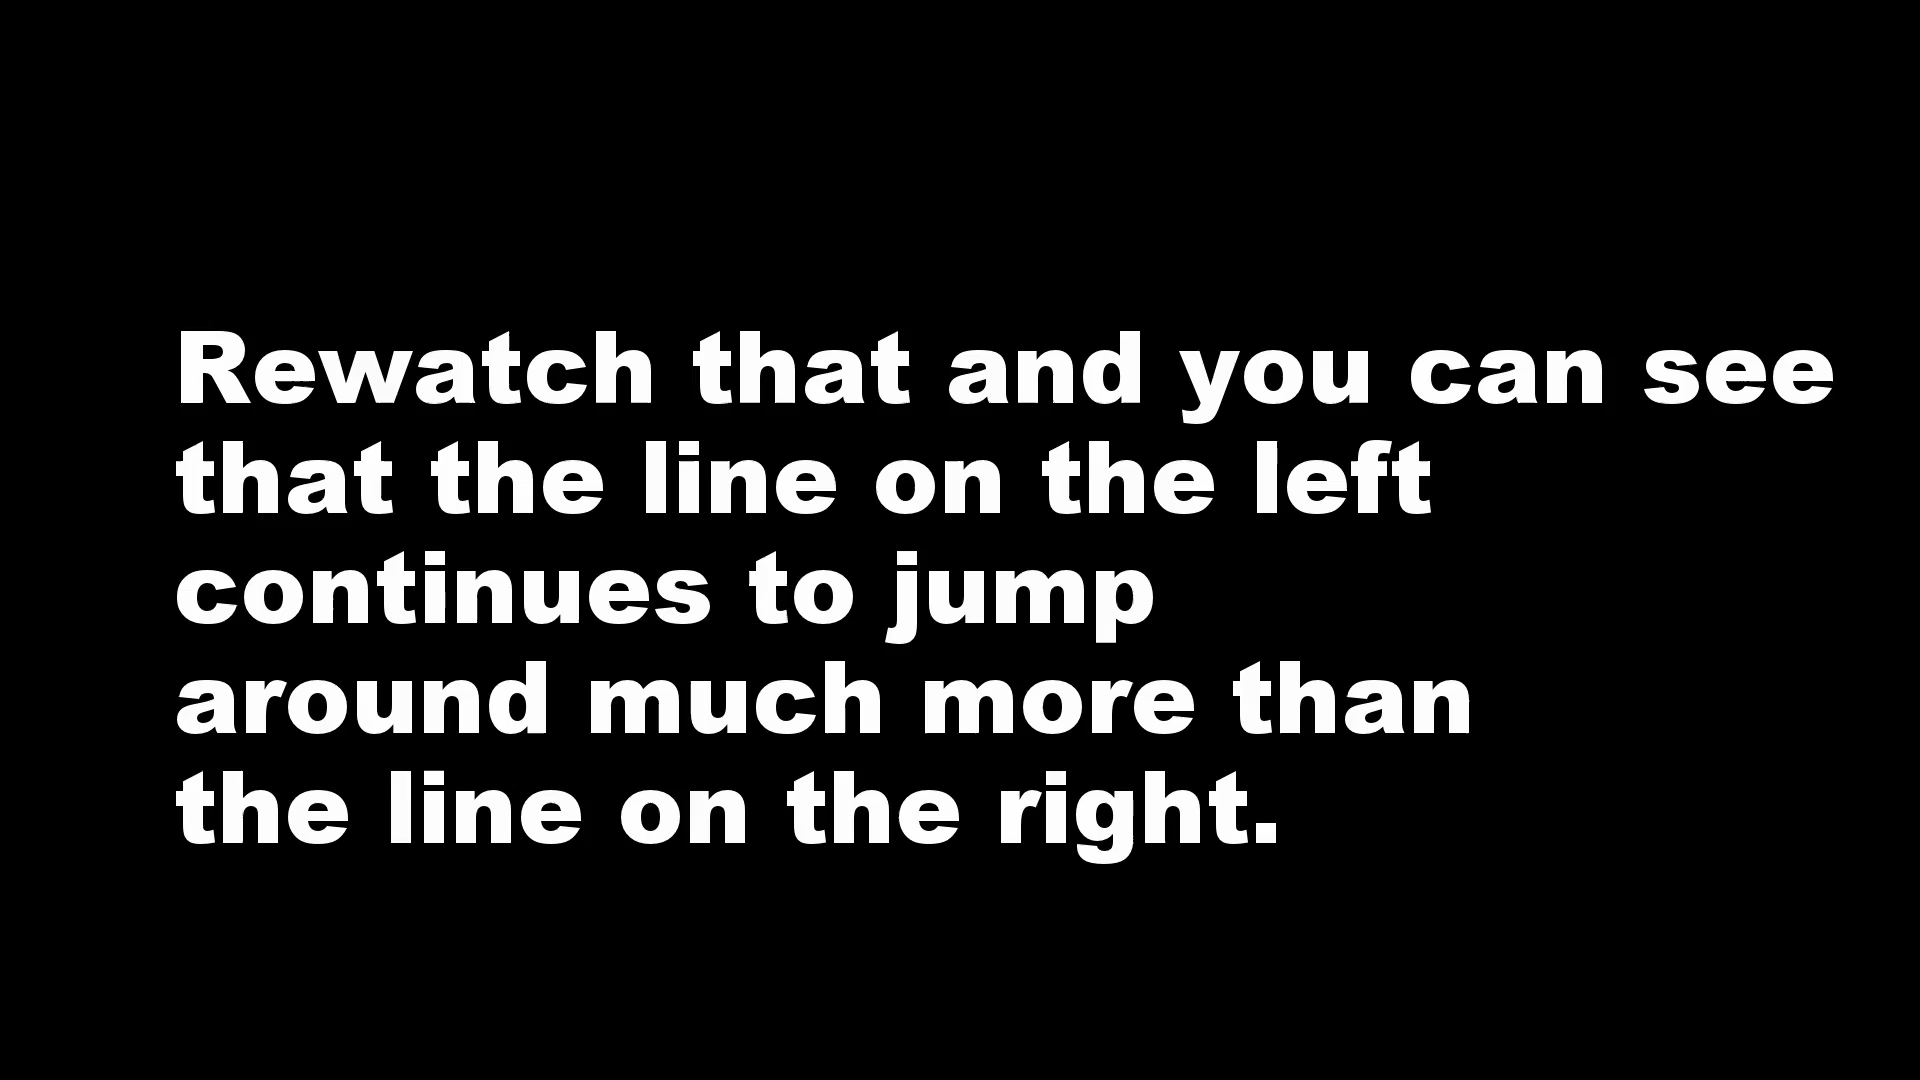 Rewatch that and you can see
that the line on the left
continues to jump
around much more than
the line on the right.